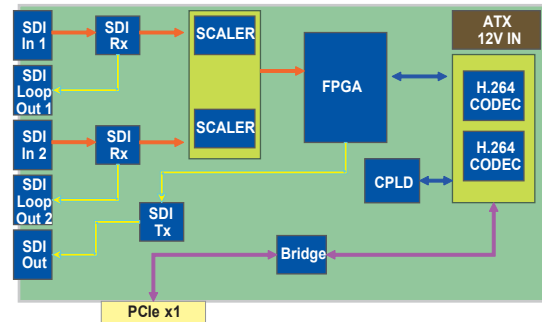 SDI
In 1
SDI
Rx
SCALER
ATX
12V IN
SDI
Loop
Out 1
FPGA
H.264
CODEC
SCALER
SDI
In 2
SDI
Rx
H.264
CODEC
CPLD
SDI
Loop
Out 2
SDI
Tx
SDI
Out
Bridge
PCIe x1